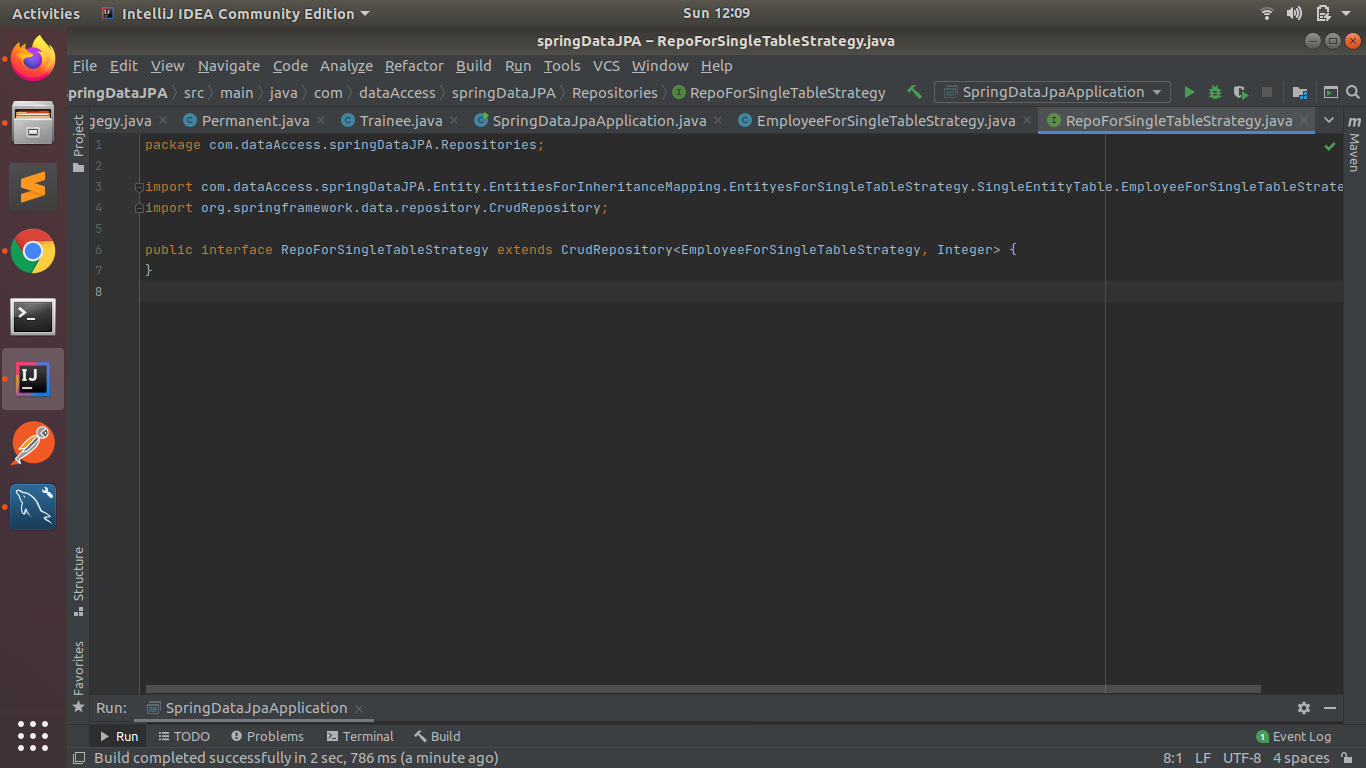 Activities IntelliJ IDEA Community Edition Sun 12:09
springDataJPA – RepoForSingleTableStrategy.java
File Edit View Navigate Code Analyze Refactor Build Run Tools VCS Window Help
pringDataJPA src main java com dataAccess springDataJPA Repositories RepoForSingleTableStrategy SpringDataJpaApplication
gegy.java Permanent.java Trainee.java SpringDataJpaApplication.java EmployeeForSingleTableStrategy.java RepoForSingleTableStrategy.java
Project
Maven
1 package com.dataAccess.springDataJPA.Repositories;
2
3 import com.dataAccess.springDataJPA.Entity.EntitiesForInheritanceMapping.EntityesForSingleTableStrategy.SingleEntityTable.EmployeeForSingleTableStrate
4 import org.springframework.data.repository.CrudRepository;
5
6 public interface RepoForSingleTableStrategy extends CrudRepository<EmployeeForSingleTableStrategy, Integer> {
7 }
8
Structure
Favorites
Run: SpringDataJpaApplication
Run TODO Problems Terminal Build 1 Event Log
Build completed successfully in 2 sec, 786 ms (a minute ago) 8:1 LF UTF-8 4 spaces